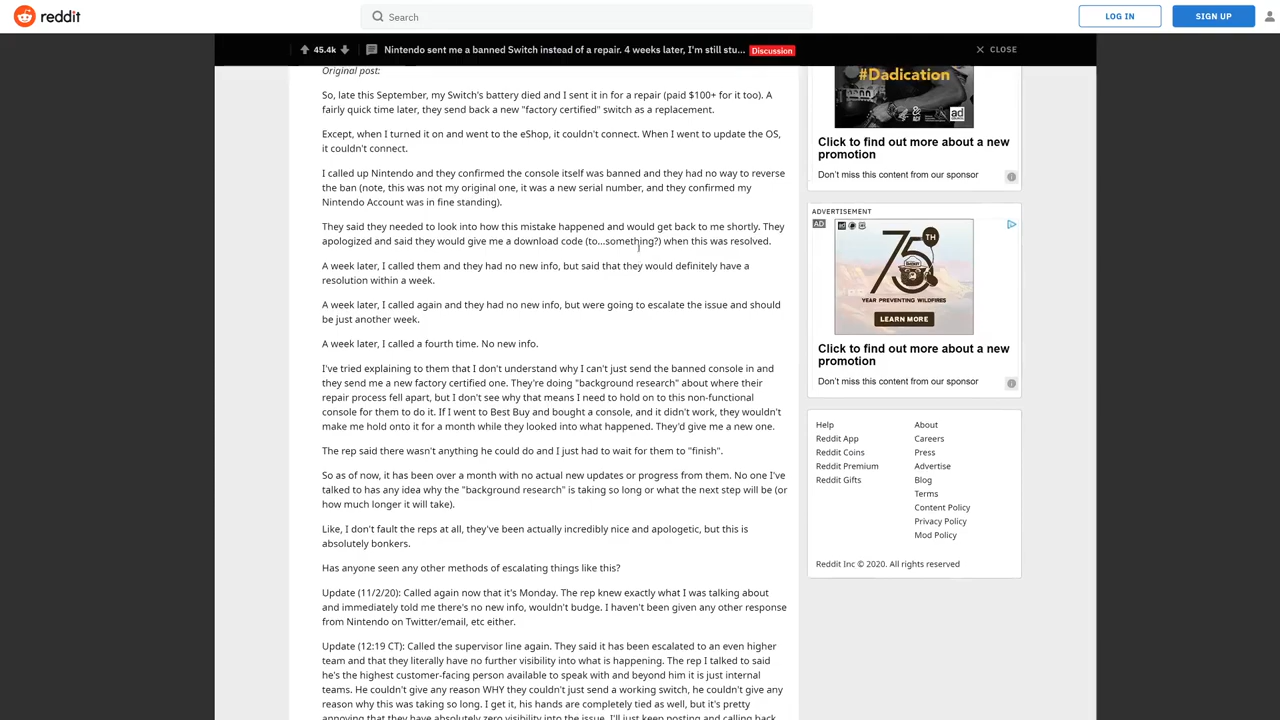 reddit
Search
LOG IN
SIGN UP
45.4k
Nintendo sent me a banned Switch instead of a repair. 4 weeks later, I'm still stu...
Discussion
CLOSE
Original post:
So, late this September, my Switch's battery died and I sent it in for a repair (paid $100+ for it too). A
fairly quick time later, they send back a new "factory certified" switch as a replacement.
Except, when I turned it on and went to the eShop, it couldn't connect. When I went to update the OS,
it couldn't connect.
I called up Nintendo and they confirmed the console itself was banned and they had no way to reverse
the ban (note, this was not my original one, it was a new serial number, and they confirmed my
Nintendo Account was in fine standing).
They said they needed to look into how this mistake happened and would get back to me shortly. They
apologized and said they would give me a download code (to...something?) when this was resolved.
A week later, I called them and they had no new info, but said that they would definitely have a
resolution within a week.
A week later, I called again and they had no new info, but were going to escalate the issue and should
be just another week.
A week later, I called a fourth time. No new info.
I've tried explaining to them that I don't understand why I can't just send the banned console in and
they send me a new factory certified one. They're doing "background research" about where their
repair process fell apart, but I don't see why that means I need to hold on to this non-functional
console for them to do it. If I went to Best Buy and bought a console, and it didn't work, they wouldn't
make me hold onto it for a month while they looked into what happened. They'd give me a new one.
The rep said there wasn't anything he could do and I just had to wait for them to "finish".
So as of now, it has been over a month with no actual new updates or progress from them. No one I've
talked to has any idea why the "background research" is taking so long or what the next step will be (or
how much longer it will take).
Like, I don't fault the reps at all, they've been actually incredibly nice and apologetic, but this is
absolutely bonkers.
Has anyone seen any other methods of escalating things like this?
Update (11/2/20): Called again now that it's Monday. The rep knew exactly what I was talking about
and immediately told me there's no new info, wouldn't budge. I haven't been given any other response
from Nintendo on Twitter/email, etc either.
Update (12:19 CT): Called the supervisor line again. They said it has been escalated to an even higher
team and that they literally have no further visibility into what is happening. The rep I talked to said
he's the highest customer-facing person available to speak with and beyond him it is just internal
teams. He couldn't give any reason WHY they couldn't just send a working switch, he couldn't give any
reason why this was taking so long. I get it, his hands are completely tied as well, but it's pretty
annoying that they have absolutely zero visibility into the issue. I'll just keep posting and calling back
#Dadication
ad
Click to find out more about a new
promotion
Don't miss this content from our sponsor
ADVERTISEMENT
AD
75
TH
YEAR PREVENTING WILDFIRES
LEARN MORE
Click to find out more about a new
promotion
Don't miss this content from our sponsor
Help
Reddit App
Reddit Coins
Reddit Premium
Reddit Gifts
About
Careers
Press
Advertise
Blog
Terms
Content Policy
Privacy Policy
Mod Policy
Reddit Inc © 2020. All rights reserved